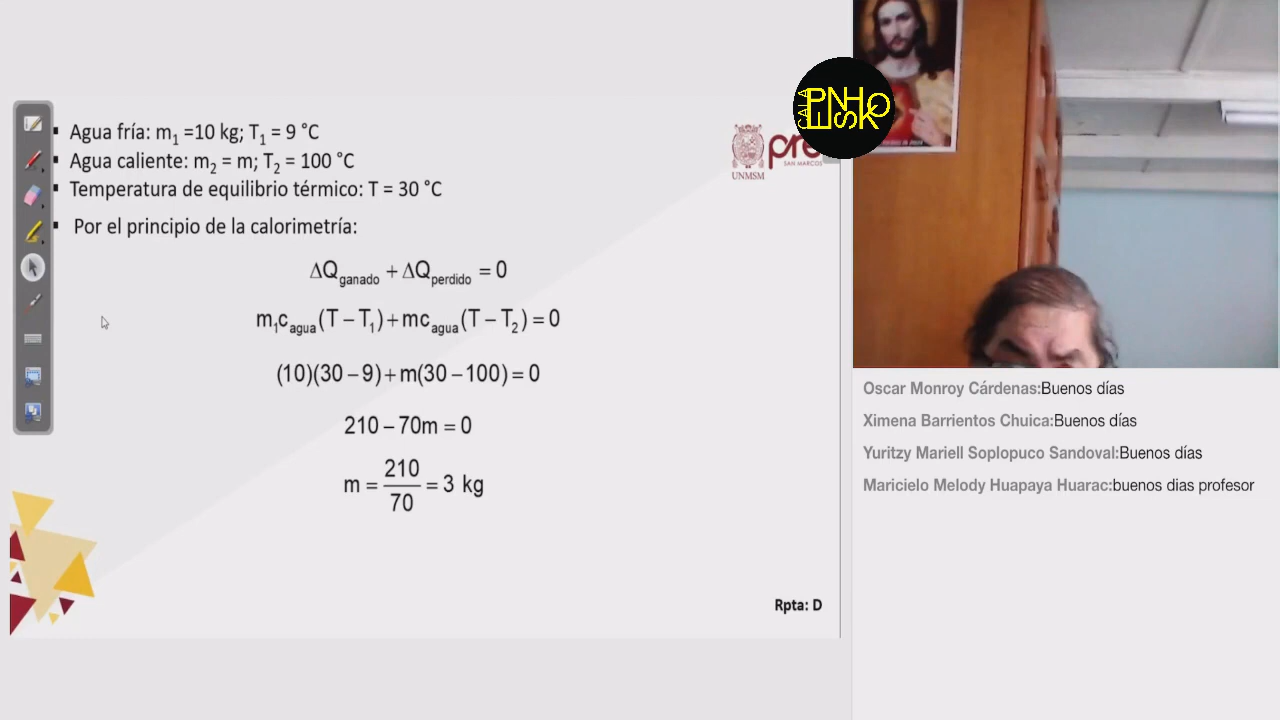 Agua fría: m1 =10 kg; T1 = 9 °C
Agua caliente: m2 = m; T2 = 100 °C
Temperatura de equilibrio térmico: T = 30 °C
Por el principio de la calorimetría:
ΔQganado + ΔQperdido = 0
m1cagua(T – T1) + mcagua(T – T2) = 0
(10)(30 – 9) + m(30 – 100) = 0
210 – 70m = 0
m = 210/70 = 3 kg
Rpta: D
UNMSM
pre
SAN MARCOS
Oscar Monroy Cárdenas:Buenos días
Ximena Barrientos Chuica:Buenos días
Yuritzy Mariell Soplopuco Sandoval:Buenos días
Maricielo Melody Huapaya Huarac:buenos dias profesor